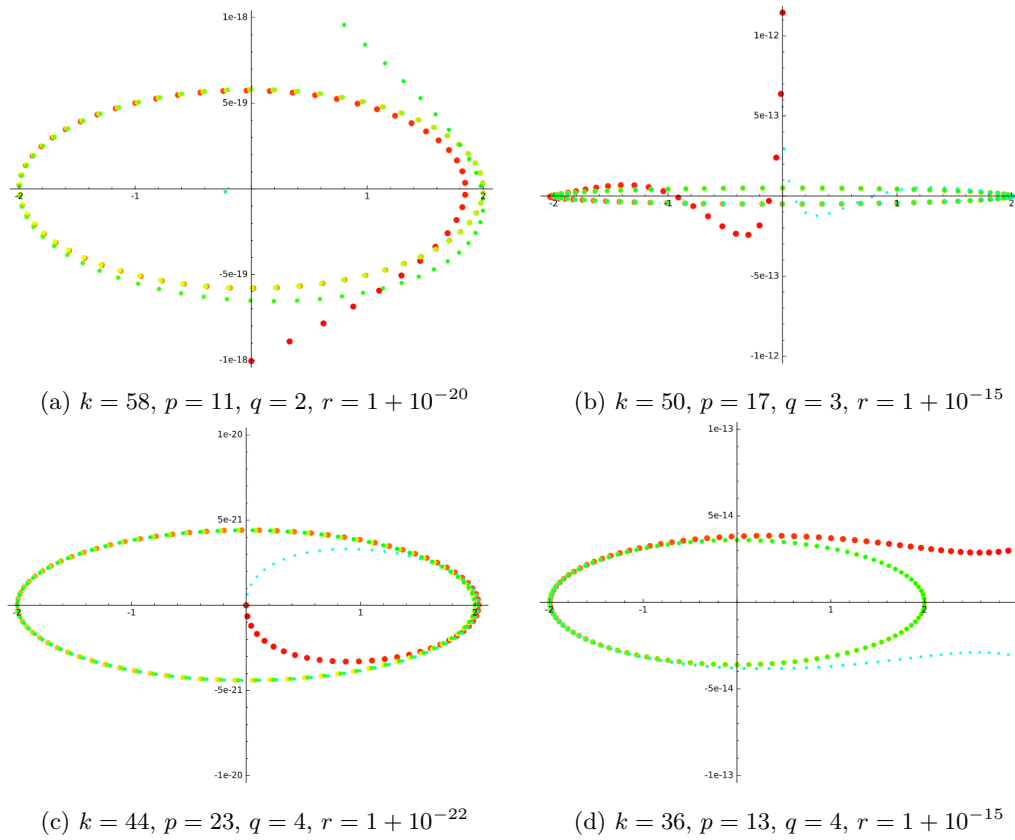 1e-18
5e-19
-2 -1 1 2
-5e-19
-1e-18
(a) k = 58, p = 11, q = 2, r = 1 + 10⁻²⁰
1e-12
5e-13
-2 -1 1 2
-5e-13
-1e-12
(b) k = 50, p = 17, q = 3, r = 1 + 10⁻¹⁵
1e-20
5e-21
-2 -1 1 2
-5e-21
-1e-20
(c) k = 44, p = 23, q = 4, r = 1 + 10⁻²²
1e-13
5e-14
-2 -1 1 2
-5e-14
-1e-13
(d) k = 36, p = 13, q = 4, r = 1 + 10⁻¹⁵